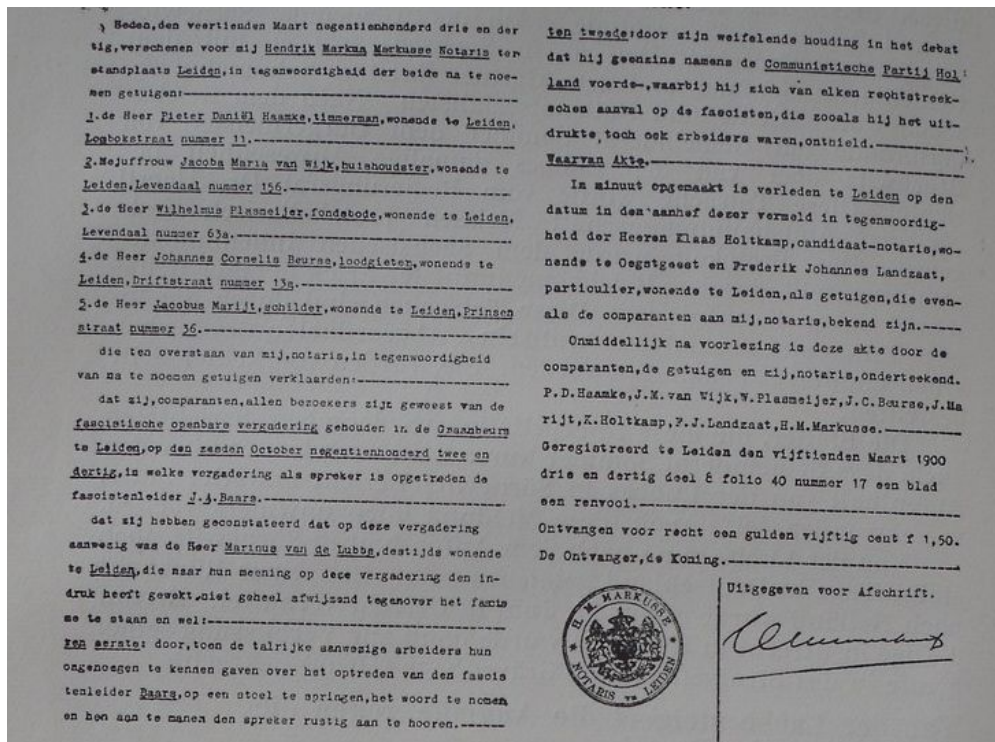 Heden,den veertienden Maart negentienhonderd drie en der
tig,verschenen voor mij Hendrik Markus Markusse Notaris ter
standplaats Leiden,in tegenwoordigheid der beide na te noe-
men getuigen:
1.de Heer Pieter Daniël Haamke,timmerman,wonende te Leiden,
Logbokstraat nummer 11.
2.Mejuffrouw Jacoba Maria van Wijk,huishoudster,wonende te
Leiden,Levendaal nummer 156.
3.de Heer Wilhelmus Plasmeijer,fondsbode,wonende te Leiden,
Levendaal nummer 63a.
4.de Heer Johannes Cornelis Beurse,loodgieter,wonende te
Leiden,Driftstraat nummer 13a.
5.de Heer Jacobus Marijt,schilder,wonende te Leiden,Prinsen
straat nummer 36.
die ten overstaan van mij,notaris,in tegenwoordigheid
van na te noemen getuigen verklaarden:
dat zij,comparanten,allen bezoekers zijn geweest van de
fascistische openbare vergadering gehouden in de Graanbeurs
te Leiden,op den zesden October negentienhonderd twee en
dertig,in welke vergadering als spreker is opgetreden de
fascistenleider J.A.Baars.
dat zij hebben geconstateerd dat op deze vergadering
aanwezig was de Heer Marinus van de Lubbe,destijds wonende
te Leiden,die naar hun meening op deze vergadering den in-
druk heeft gewekt,niet geheel afwijzend tegenover het fascis
me te staan en wel:
ten eerste: door,toen de talrijke aanwezige arbeiders hun
ongenoegen te kennen gaven over het optreden van den fascis
tenleider Baars,op een stoel te springen,het woord te nemen
en hen aan te manen den spreker rustig aan te hooren.
ten tweede:door zijn weifelende houding in het debat
dat hij geenzins namens de Communistische Partij Hol
land voerde-,waarbij hij zich van elken rechtstreek-
schen aanval op de fascisten,die zooals hij het uit-
drukte,toch ook arbeiders waren,onthield.
Waarvan Akte.
In minuut opgemaakt is verleden te Leiden op den
datum in den aanhef dezer vermeld in tegenwoordig-
heid der Heeren Klaas Holtkamp,candidaat-notaris,wo-
nende te Oegstgeest en Frederik Johannes Landzaat,
particulier,wonende te Leiden,als getuigen,die even-
als de comparanten aan mij,notaris,bekend zijn.
Onmiddellijk na voorlezing is deze akte door de
comparanten,de getuigen en mij,notaris,onderteekend.
P.D.Haamke,J.M.van Wijk,W.Plasmeijer,J.C.Beurse,J.Ma
rijt,K.Holtkamp,F.J.Landzaat,H.M.Markusse.
Geregistreerd te Leiden den vijftienden Maart 1900
drie en dertig deel & folio 40 nummer 17 een blad
een renvooi.
Ontvangen voor recht een gulden vijftig cent f 1,50.
De Ontvanger,de Koning.
Uitgegeven voor Afschrift.
H. M. MARKUSSE
NOTARIS TE LEIDEN